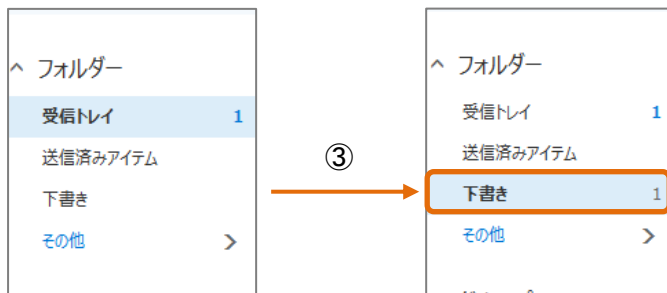 フォルダー
受信トレイ 1
送信済みアイテム
下書き
その他
③
フォルダー
受信トレイ 1
送信済みアイテム
下書き 1
その他